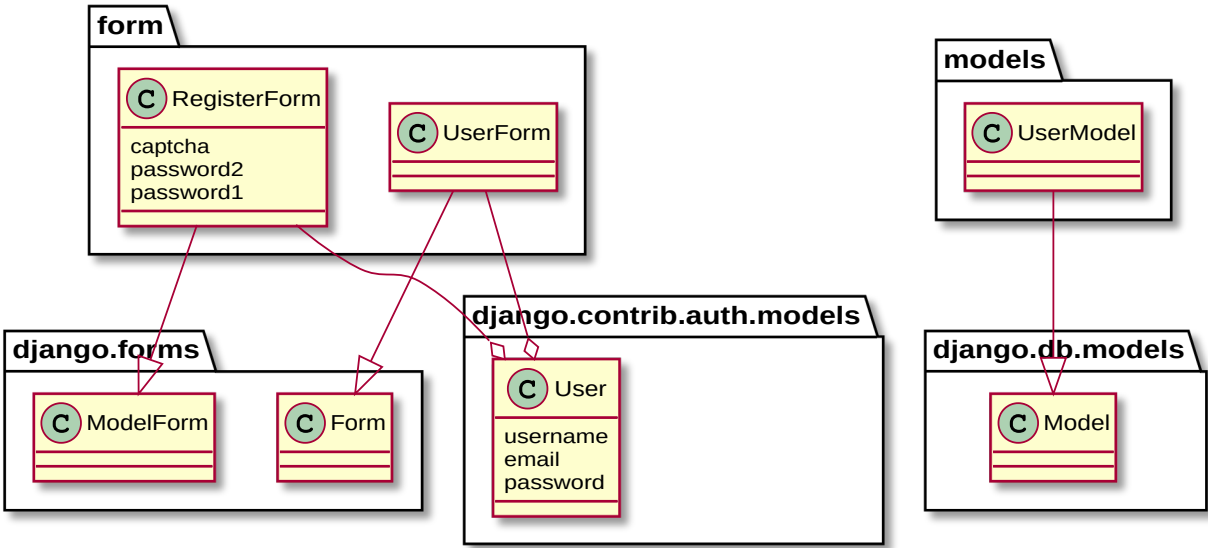 form
C RegisterForm
captcha
password2
password1
C UserForm
models
C UserModel
django.forms
C ModelForm
C Form
django.contrib.auth.models
C User
username
email
password
django.db.models
C Model